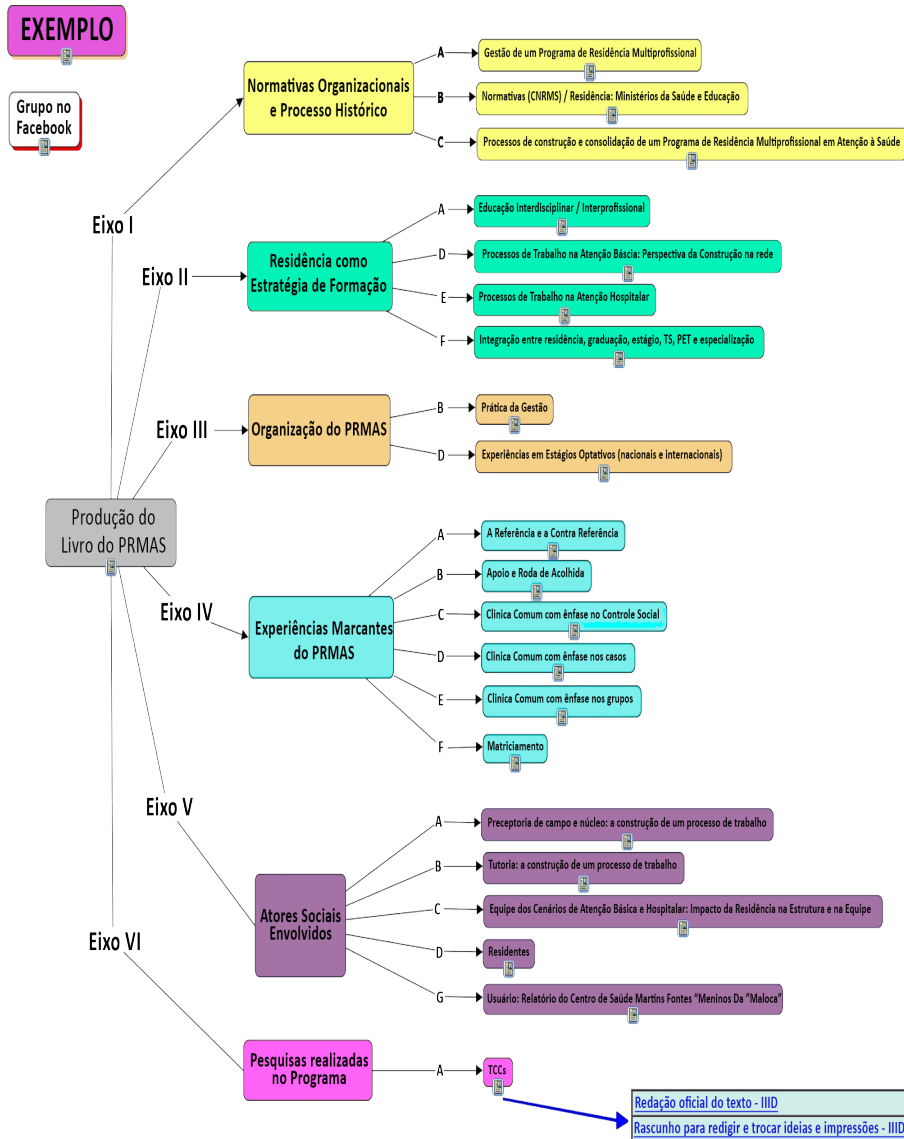 EXEMPLO
Grupo no
Facebook
Produção do
Livro do PRMAS
Eixo I
Normativas Organizacionais
e Processo Histórico
A
Gestão de um Programa de Residência Multiprofissional
B
Normativas (CNRMS) / Residência: Ministérios da Saúde e Educação
C
Processos de construção e consolidação de um Programa de Residência Multiprofissional em Atenção à Saúde
Eixo II
Residência como
Estratégia de Formação
A
Educação Interdisciplinar / Interprofissional
D
Processos de Trabalho na Atenção Báscia: Perspectiva da Construção na rede
E
Processos de Trabalho na Atenção Hospitalar
F
Integração entre residência, graduação, estágio, TS, PET e especialização
Eixo III
Organização do PRMAS
B
Prática da Gestão
D
Experiências em Estágios Optativos (nacionais e internacionais)
Eixo IV
Experiências Marcantes
do PRMAS
A
A Referência e a Contra Referência
B
Apoio e Roda de Acolhida
C
Clinica Comum com ênfase no Controle Social
D
Clinica Comum com ênfase nos casos
E
Clinica Comum com ênfase nos grupos
F
Matriciamento
Eixo V
Atores Sociais
Envolvidos
A
Preceptoria de campo e núcleo: a construção de um processo de trabalho
B
Tutoria: a construção de um processo de trabalho
C
Equipe dos Cenários de Atenção Básica e Hospitalar: Impacto da Residência na Estrutura e na Equipe
D
Residentes
G
Usuário: Relatório do Centro de Saúde Martins Fontes "Meninos Da "Maloca"
Eixo VI
Pesquisas realizadas
no Programa
A
TCCs
Redação oficial do texto - IIID
Rascunho para redigir e trocar ideias e impressões - IIID